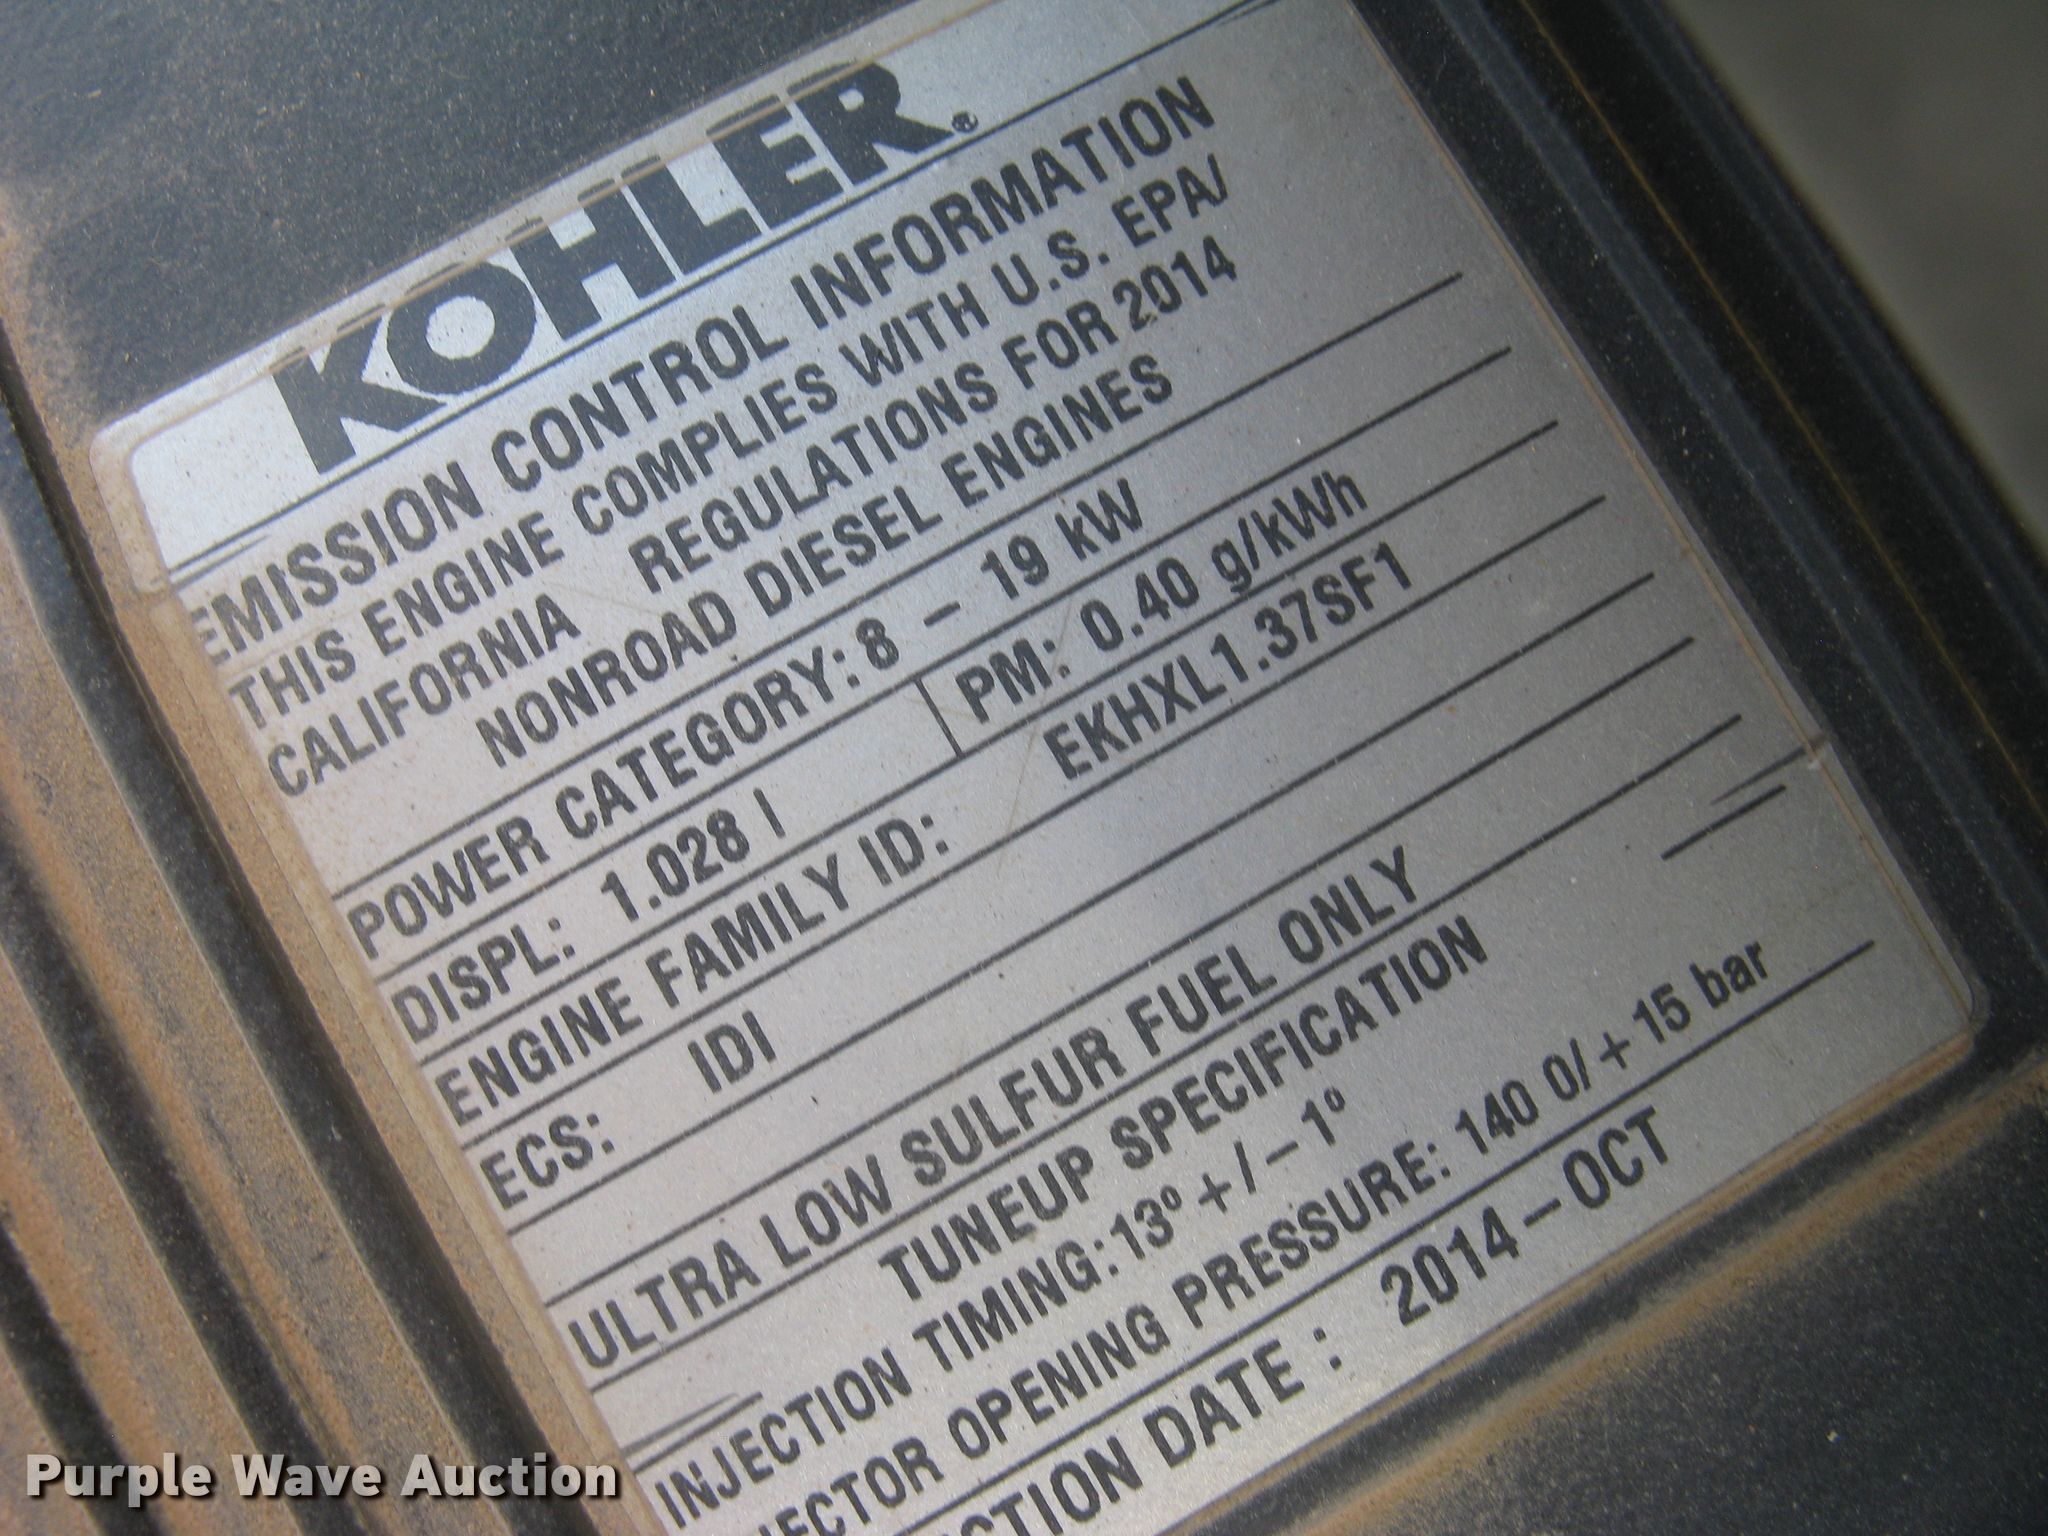 KOHLER®
EMISSION CONTROL INFORMATION
THIS ENGINE COMPLIES WITH U.S. EPA/
CALIFORNIA REGULATIONS FOR 2014
NONROAD DIESEL ENGINES
POWER CATEGORY: 8 – 19 kW
DISPL: 1.028 l PM: 0.40 g/kWh
ENGINE FAMILY ID: EKHXL1.37SF1
ECS: IDI
ULTRA LOW SULFUR FUEL ONLY
TUNEUP SPECIFICATION
INJECTION TIMING: 13° +/– 1°
JECTOR OPENING PRESSURE: 140 0/+15 bar
CTION DATE : 2014–OCT
Purple Wave Auction